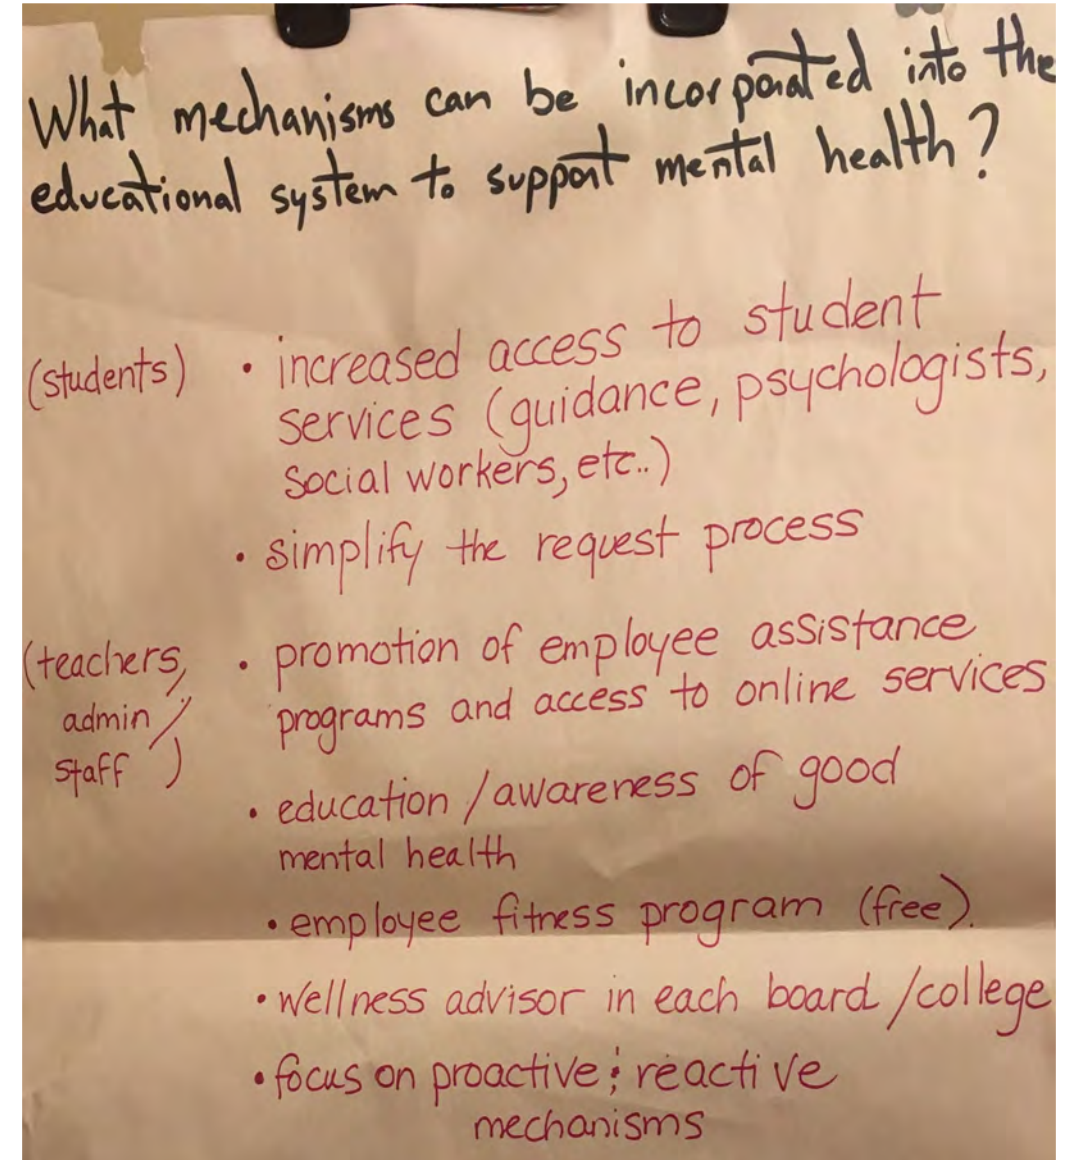 What mechanisms can be incorporated into the
educational system to support mental health?
(students) • increased access to student
services (guidance, psychologists,
social workers, etc..)
• simplify the request process
(teachers, • promotion of employee assistance
admin / programs and access to online services
staff )
• education / awareness of good
mental health
• employee fitness program (free).
• wellness advisor in each board / college
• focus on proactive & reactive
mechanisms